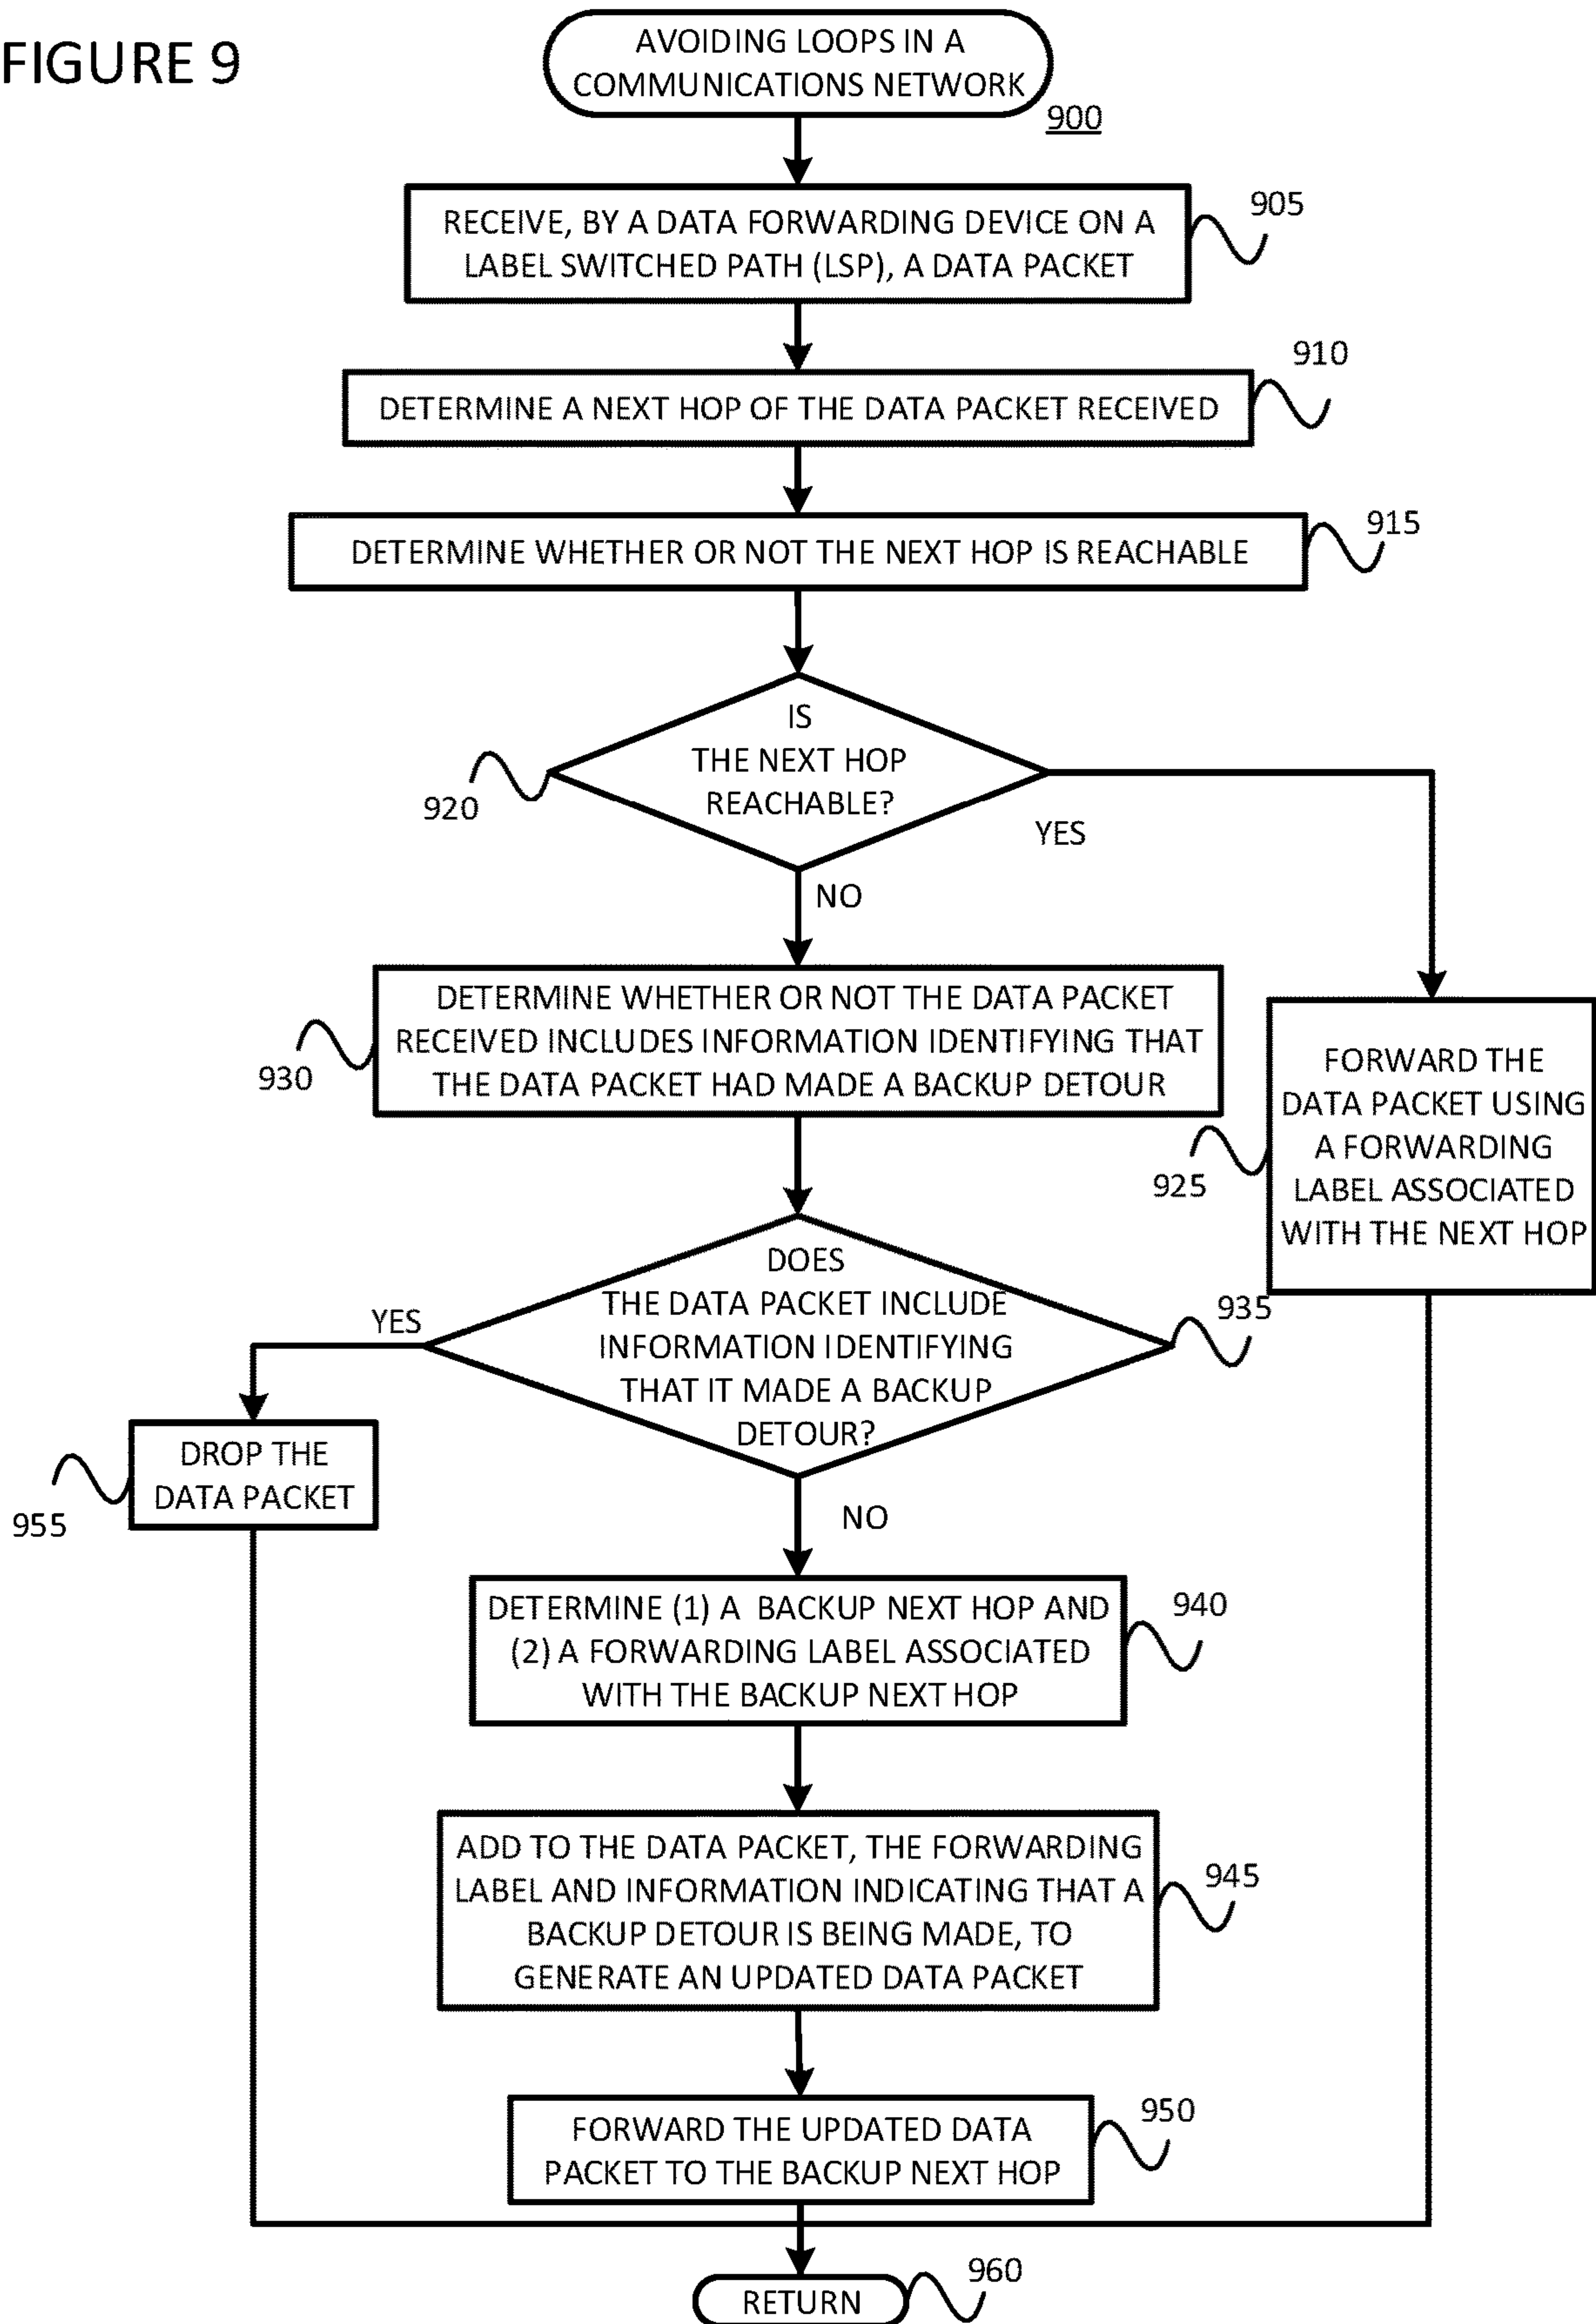 FIGURE 9
AVOIDING LOOPS IN A
COMMUNICATIONS NETWORK
900
RECEIVE, BY A DATA FORWARDING DEVICE ON A
LABEL SWITCHED PATH (LSP), A DATA PACKET
905
DETERMINE A NEXT HOP OF THE DATA PACKET RECEIVED
910
DETERMINE WHETHER OR NOT THE NEXT HOP IS REACHABLE
915
IS
THE NEXT HOP
REACHABLE?
920
YES
NO
DETERMINE WHETHER OR NOT THE DATA PACKET
RECEIVED INCLUDES INFORMATION IDENTIFYING THAT
THE DATA PACKET HAD MADE A BACKUP DETOUR
930
FORWARD THE
DATA PACKET USING
A FORWARDING
LABEL ASSOCIATED
WITH THE NEXT HOP
925
DOES
THE DATA PACKET INCLUDE
INFORMATION IDENTIFYING
THAT IT MADE A BACKUP
DETOUR?
935
YES
DROP THE
DATA PACKET
955
NO
DETERMINE (1) A BACKUP NEXT HOP AND
(2) A FORWARDING LABEL ASSOCIATED
WITH THE BACKUP NEXT HOP
940
ADD TO THE DATA PACKET, THE FORWARDING
LABEL AND INFORMATION INDICATING THAT A
BACKUP DETOUR IS BEING MADE, TO
GENERATE AN UPDATED DATA PACKET
945
FORWARD THE UPDATED DATA
PACKET TO THE BACKUP NEXT HOP
950
RETURN
960